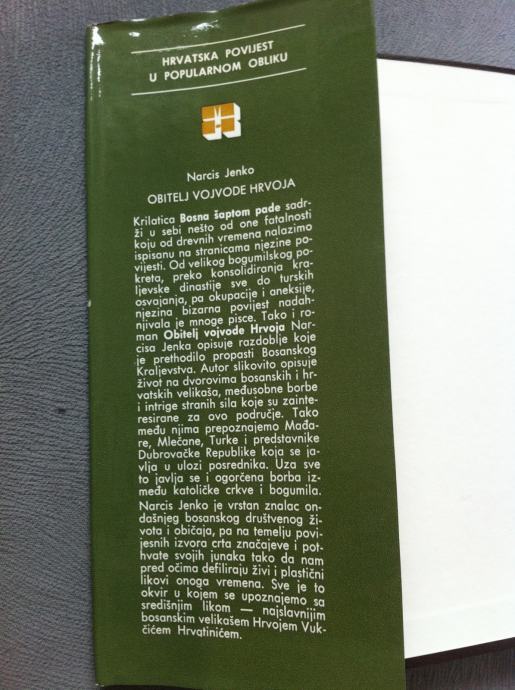 HRVATSKA POVIJEST
U POPULARNOM OBLIKU
Narcis Jenko
OBITELJ VOJVODE HRVOJA
Krilatica Bosna šaptom pade sadr-
ži u sebi nešto od one fatalnosti
koju od drevnih vremena nalazimo
ispisanu na stranicama njezine po-
vijesti. Od velikog bogumilskog po-
kreta, preko konsolidiranja kra-
ljevske dinastije sve do turskih
osvajanja, pa okupacije i aneksije,
njezina bizarna povijest nadah-
njivala je mnoge pisce. Tako i ro-
man Obitelj vojvode Hrvoja Nar-
cisa Jenka opisuje razdoblje koje
je prethodilo propasti Bosanskog
Kraljevstva. Autor slikovito opisuje
život na dvorovima bosanskih i hr-
vatskih velikaša, međusobne borbe
i intrige stranih sila koje su zainte-
resirane za ovo područje. Tako
među njima prepoznajemo Mađa-
re, Mlečane, Turke i predstavnike
Dubrovačke Republike koja se ja-
vlja u ulozi posrednika. Uza sve
to javlja se i ogorčena borba iz-
među katoličke crkve i bogumila.
Narcis Jenko je vrstan znalac on-
dašnjeg bosanskog društvenog ži-
vota i običaja, pa na temelju povi-
jesnih izvora crta značajeve i pot-
hvate svojih junaka tako da nam
pred očima defiliraju živi i plastični
likovi onoga vremena. Sve je to
okvir u kojem se upoznajemo sa
središnjim likom — najslavnijim
bosanskim velikašem Hrvojem Vuk-
čićem Hrvatinićem.